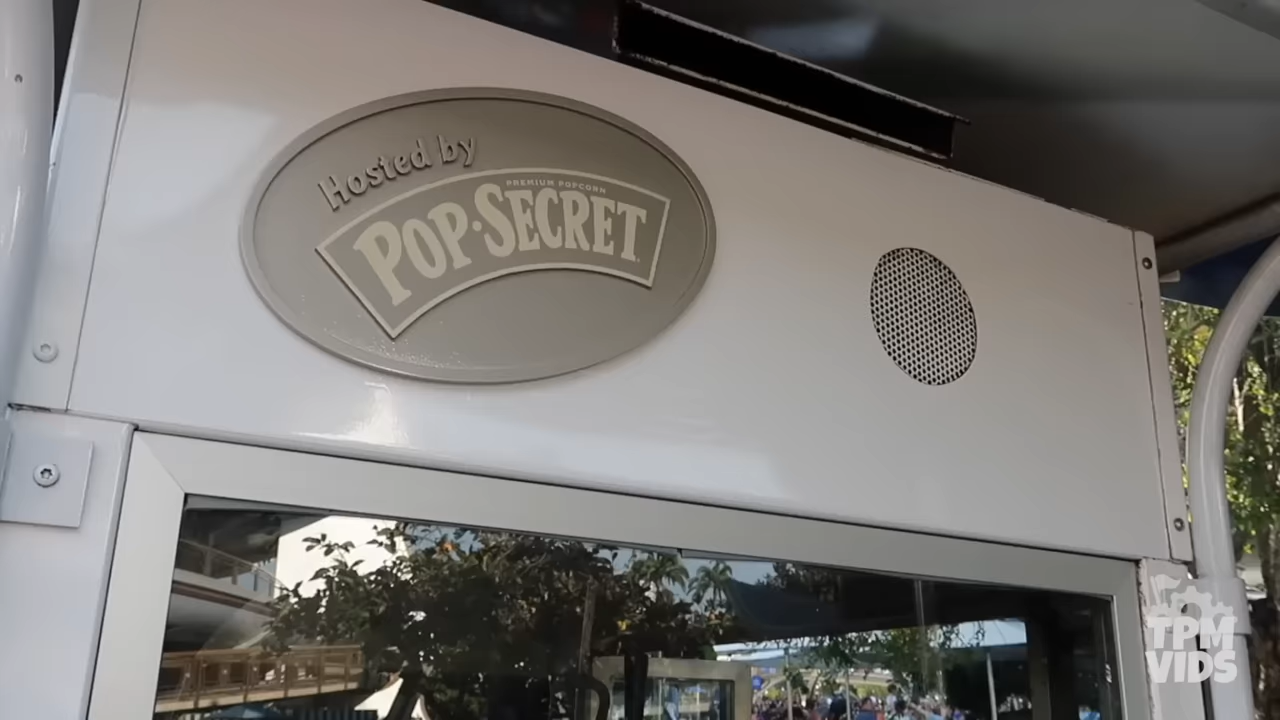 Hosted by
PREMIUM POPCORN
POP·SECRET
TPM
VIDS